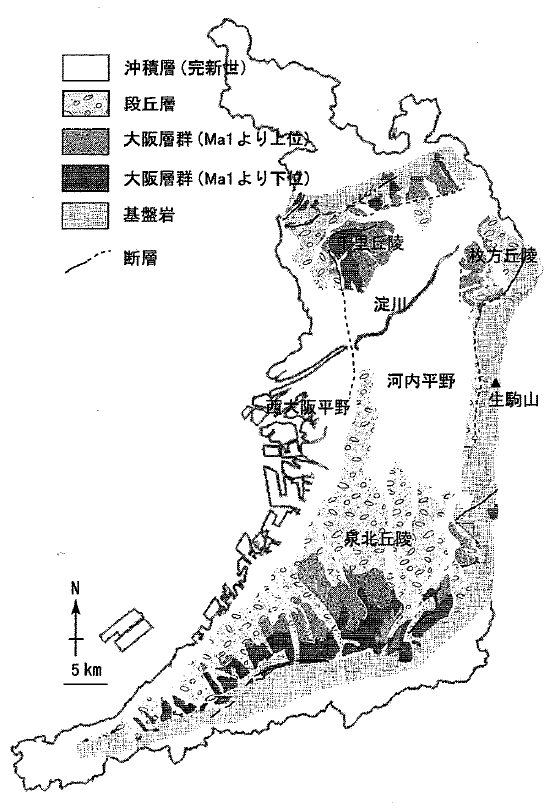 沖積層（完新世）
段丘層
大阪層群（Ma1より上位）
大阪層群（Ma1より下位）
基盤岩
断層
千里丘陵
枚方丘陵
淀川
河内平野
生駒山
西大阪平野
泉北丘陵
N
5 km